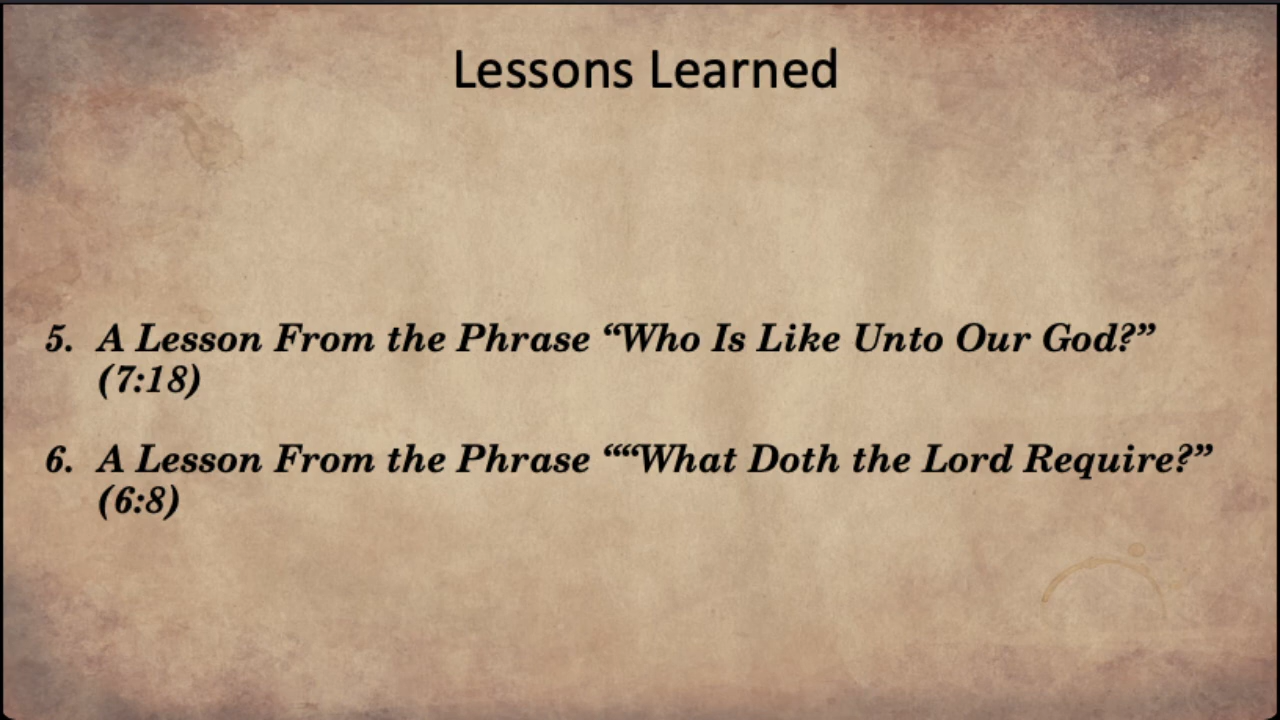 Lessons Learned
5. A Lesson From the Phrase “Who Is Like Unto Our God?”
(7:18)
6. A Lesson From the Phrase ““What Doth the Lord Require?”
(6:8)